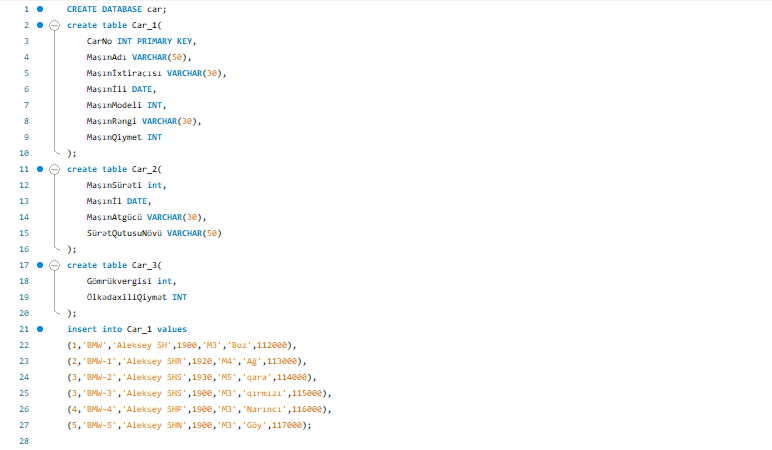 1 CREATE DATABASE car;
2 create table Car_1(
3 CarNo INT PRIMARY KEY,
4 MaşınAdı VARCHAR(50),
5 Maşınİxtiraçısı VARCHAR(30),
6 Maşınİli DATE,
7 MaşınModeli INT,
8 MaşınRəngi VARCHAR(30),
9 MaşınQiymet INT
10 );
11 create table Car_2(
12 MaşınSürəti int,
13 Maşınİl DATE,
14 MaşınAtgücü VARCHAR(30),
15 SürətQutusuNövü VARCHAR(50)
16 );
17 create table Car_3(
18 Gömrükvergisi int,
19 ÖlkədaxiliQiymət INT
20 );
21 insert into Car_1 values
22 (1,'BMW','Aleksey SH',1900,'M3','Boz',112000),
23 (2,'BMW-1','Aleksey SHR',1920,'M4','Ağ',113000),
24 (3,'BMW-2','Aleksey SHS',1930,'M5','qara',114000),
25 (3,'BMW-3','Aleksey SHS',1900,'M3','qırmızı',115000),
26 (4,'BMW-4','Aleksey SHP',1900,'M3','Narıncı',116000),
27 (5,'BMW-5','Aleksey SHN',1900,'M3','Göy',117000);
28